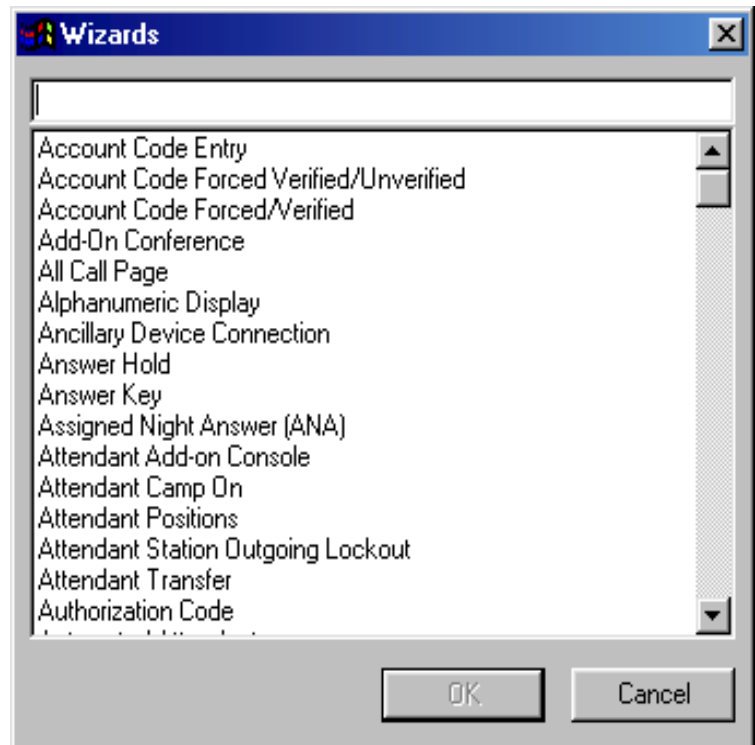 Wizards
Account Code Entry
Account Code Forced Verified/Unverified
Account Code Forced/Verified
Add-On Conference
All Call Page
Alphanumeric Display
Ancillary Device Connection
Answer Hold
Answer Key
Assigned Night Answer (ANA)
Attendant Add-on Console
Attendant Camp On
Attendant Positions
Attendant Station Outgoing Lockout
Attendant Transfer
Authorization Code
OK Cancel